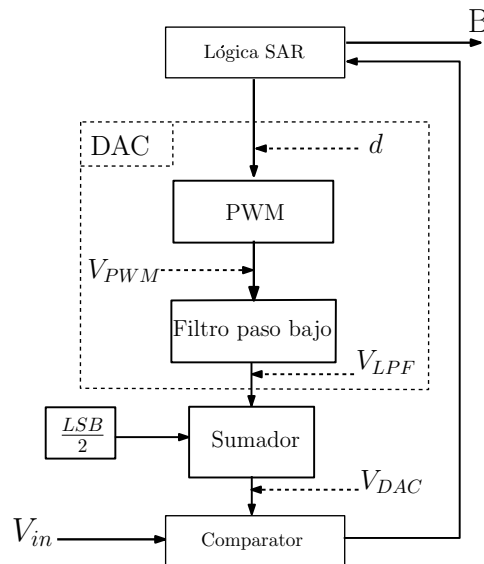 B
Lógica SAR
DAC
d
PWM
V_{PWM}
Filtro paso bajo
V_{LPF}
\frac{LSB}{2}
Sumador
V_{DAC}
V_{in}
Comparator